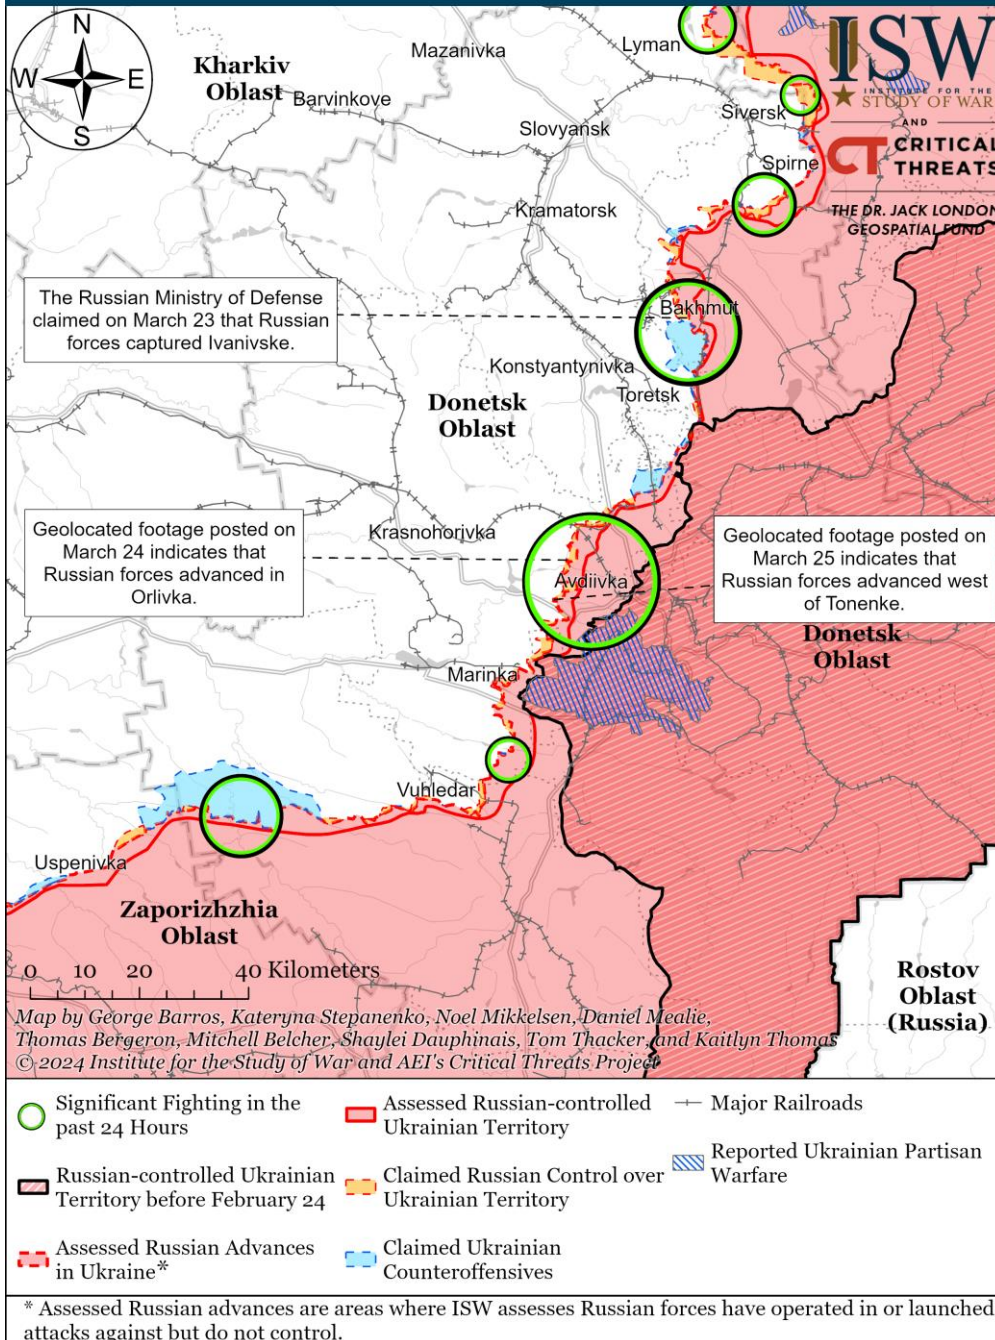 N
W
E
S
Kharkiv
Oblast
Mazanivka
Lyman
ISW
INSTITUTE FOR THE
STUDY OF WAR
AND
CT CRITICAL
THREATS
THE DR. JACK LONDON
GEOSPATIAL FUND
Barvinkove
Slovyansk
Siversk
Spirne
Kramatorsk
The Russian Ministry of Defense
claimed on March 23 that Russian
forces captured Ivanivske.
Bakhmut
Konstyantynivka
Toretsk
Donetsk
Oblast
Geolocated footage posted on
March 24 indicates that
Russian forces advanced in
Orlivka.
Krasnohorivka
Avdiivka
Geolocated footage posted on
March 25 indicates that
Russian forces advanced west
of Tonenke.
Donetsk
Oblast
Marinka
Vuhledar
Uspenivka
Zaporizhzhia
Oblast
Rostov
Oblast
(Russia)
0 10 20 40 Kilometers
Map by George Barros, Kateryna Stepanenko, Noel Mikkelsen, Daniel Mealie,
Thomas Bergeron, Mitchell Belcher, Shaylei Dauphinais, Tom Thacker, and Kaitlyn Thomas
© 2024 Institute for the Study of War and AEI's Critical Threats Project
Significant Fighting in the
past 24 Hours
Russian-controlled Ukrainian
Territory before February 24
Assessed Russian Advances
in Ukraine*
Assessed Russian-controlled
Ukrainian Territory
Claimed Russian Control over
Ukrainian Territory
Claimed Ukrainian
Counteroffensives
Major Railroads
Reported Ukrainian Partisan
Warfare
* Assessed Russian advances are areas where ISW assesses Russian forces have operated in or launched
attacks against but do not control.